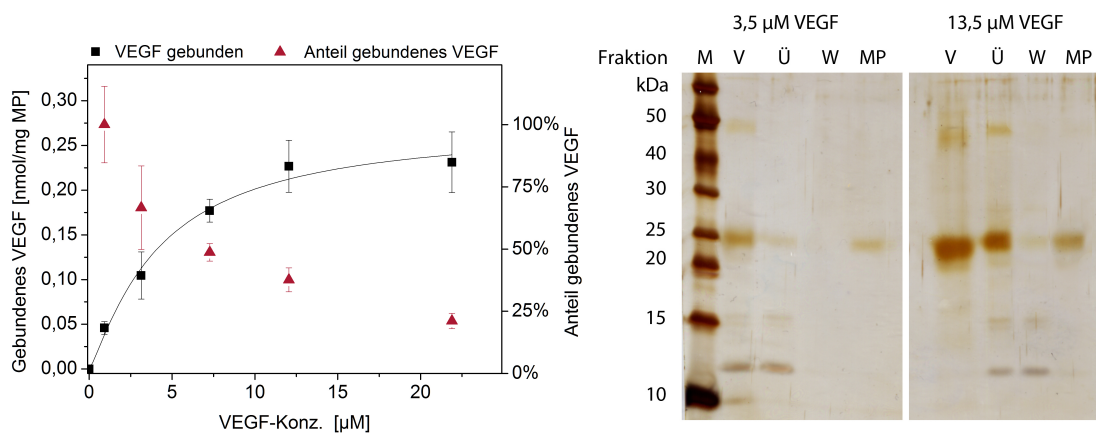 VEGF gebunden
Anteil gebundenes VEGF
Gebundenes VEGF [nmol/mg MP]
0,30
0,25
0,20
0,15
0,10
0,05
0,00
0
5
10
15
20
VEGF-Konz. [µM]
100%
75%
50%
25%
0%
Anteil gebundenes VEGF
3,5 µM VEGF
13,5 µM VEGF
Fraktion M V Ü W MP V Ü W MP
kDa
50
40
30
25
20
15
10